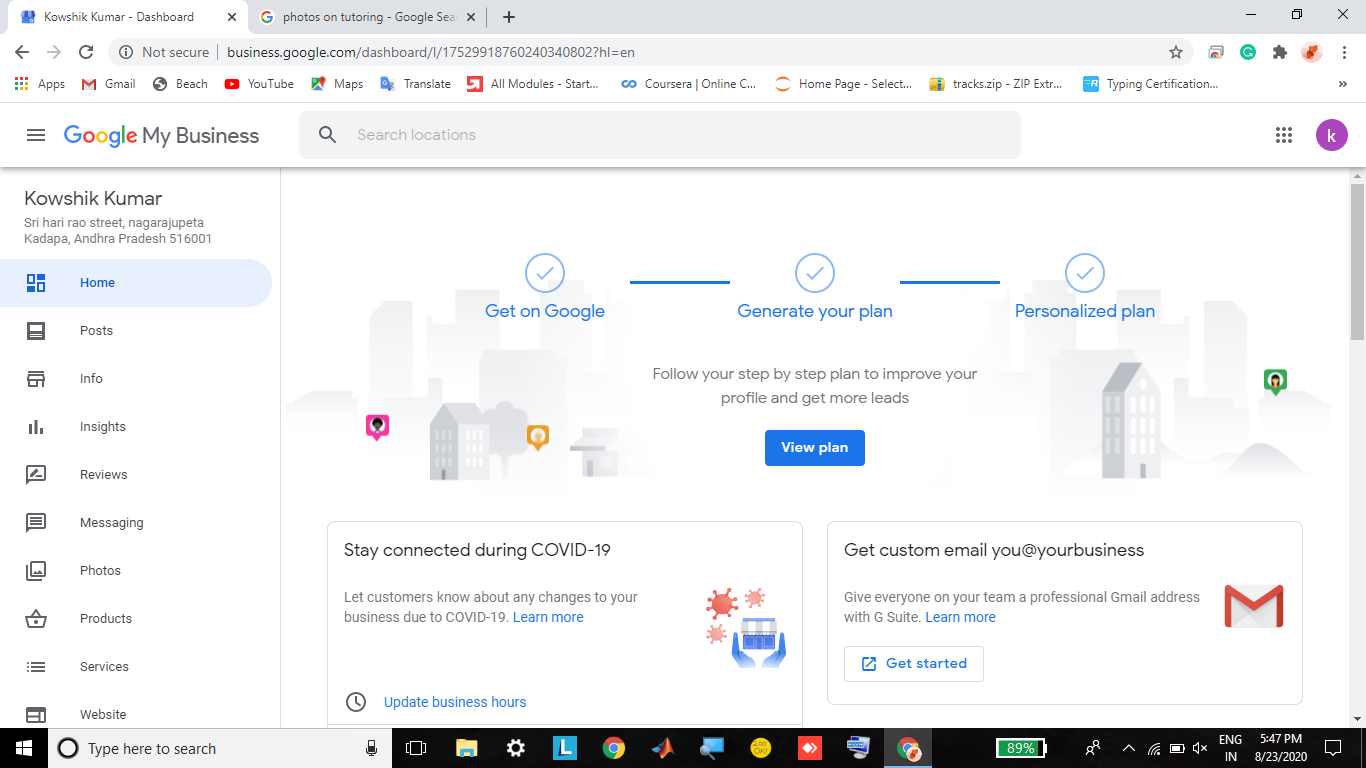 Kowshik Kumar - Dashboard
photos on tutoring - Google Sea
Not secure
business.google.com/dashboard/l/17529918760240340802?hl=en
Apps
Gmail
Beach
YouTube
Maps
Translate
All Modules - Start...
Coursera | Online C...
Home Page - Select...
tracks.zip - ZIP Extr...
Typing Certification...
Google My Business
Search locations
k
Kowshik Kumar
Sri hari rao street, nagarajupeta
Kadapa, Andhra Pradesh 516001
Home
Posts
Info
Insights
Reviews
Messaging
Photos
Products
Services
Website
Get on Google
Generate your plan
Personalized plan
Follow your step by step plan to improve your
profile and get more leads
View plan
Stay connected during COVID-19
Let customers know about any changes to your
business due to COVID-19. Learn more
Update business hours
Get custom email you@yourbusiness
Give everyone on your team a professional Gmail address
with G Suite. Learn more
Get started
Type here to search
L
89%
ENG
IN
5:47 PM
8/23/2020